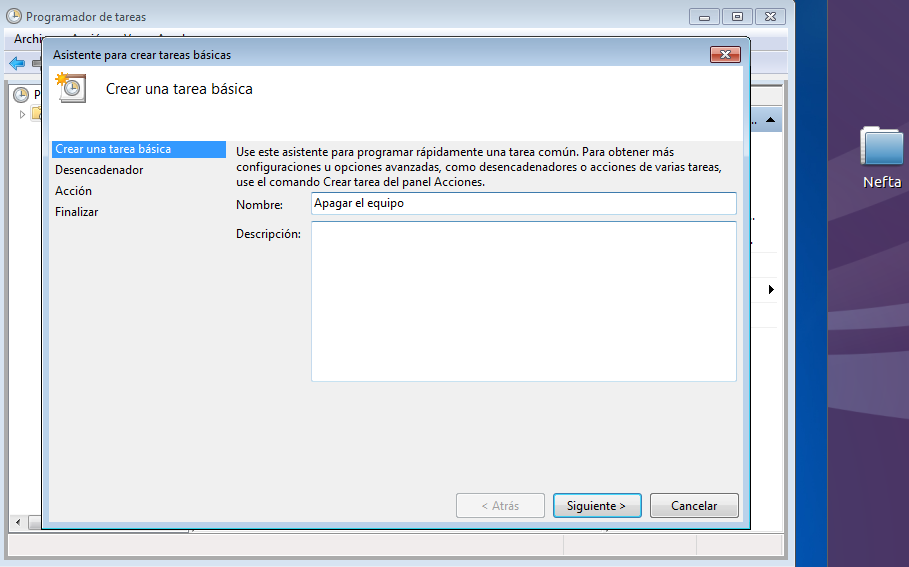 Programador de tareas
Asistente para crear tareas básicas
Crear una tarea básica
Crear una tarea básica
Desencadenador
Acción
Finalizar
Use este asistente para programar rápidamente una tarea común. Para obtener más
configuraciones u opciones avanzadas, como desencadenadores o acciones de varias tareas,
use el comando Crear tarea del panel Acciones.
Nombre:
Apagar el equipo
Descripción:
< Atrás
Siguiente >
Cancelar
Nefta